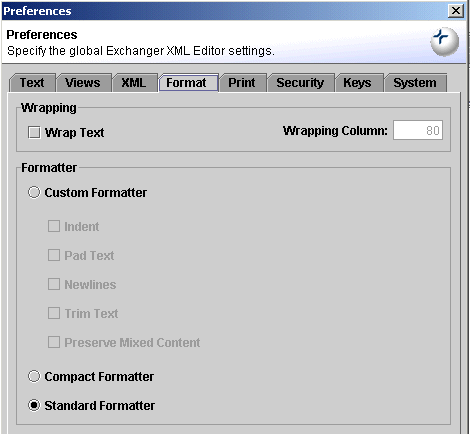 Preferences
Preferences
Specify the global Exchanger XML Editor settings.
Text Views XML Format Print Security Keys System
Wrapping
Wrap Text Wrapping Column: 80
Formatter
Custom Formatter
Indent
Pad Text
Newlines
Trim Text
Preserve Mixed Content
Compact Formatter
Standard Formatter